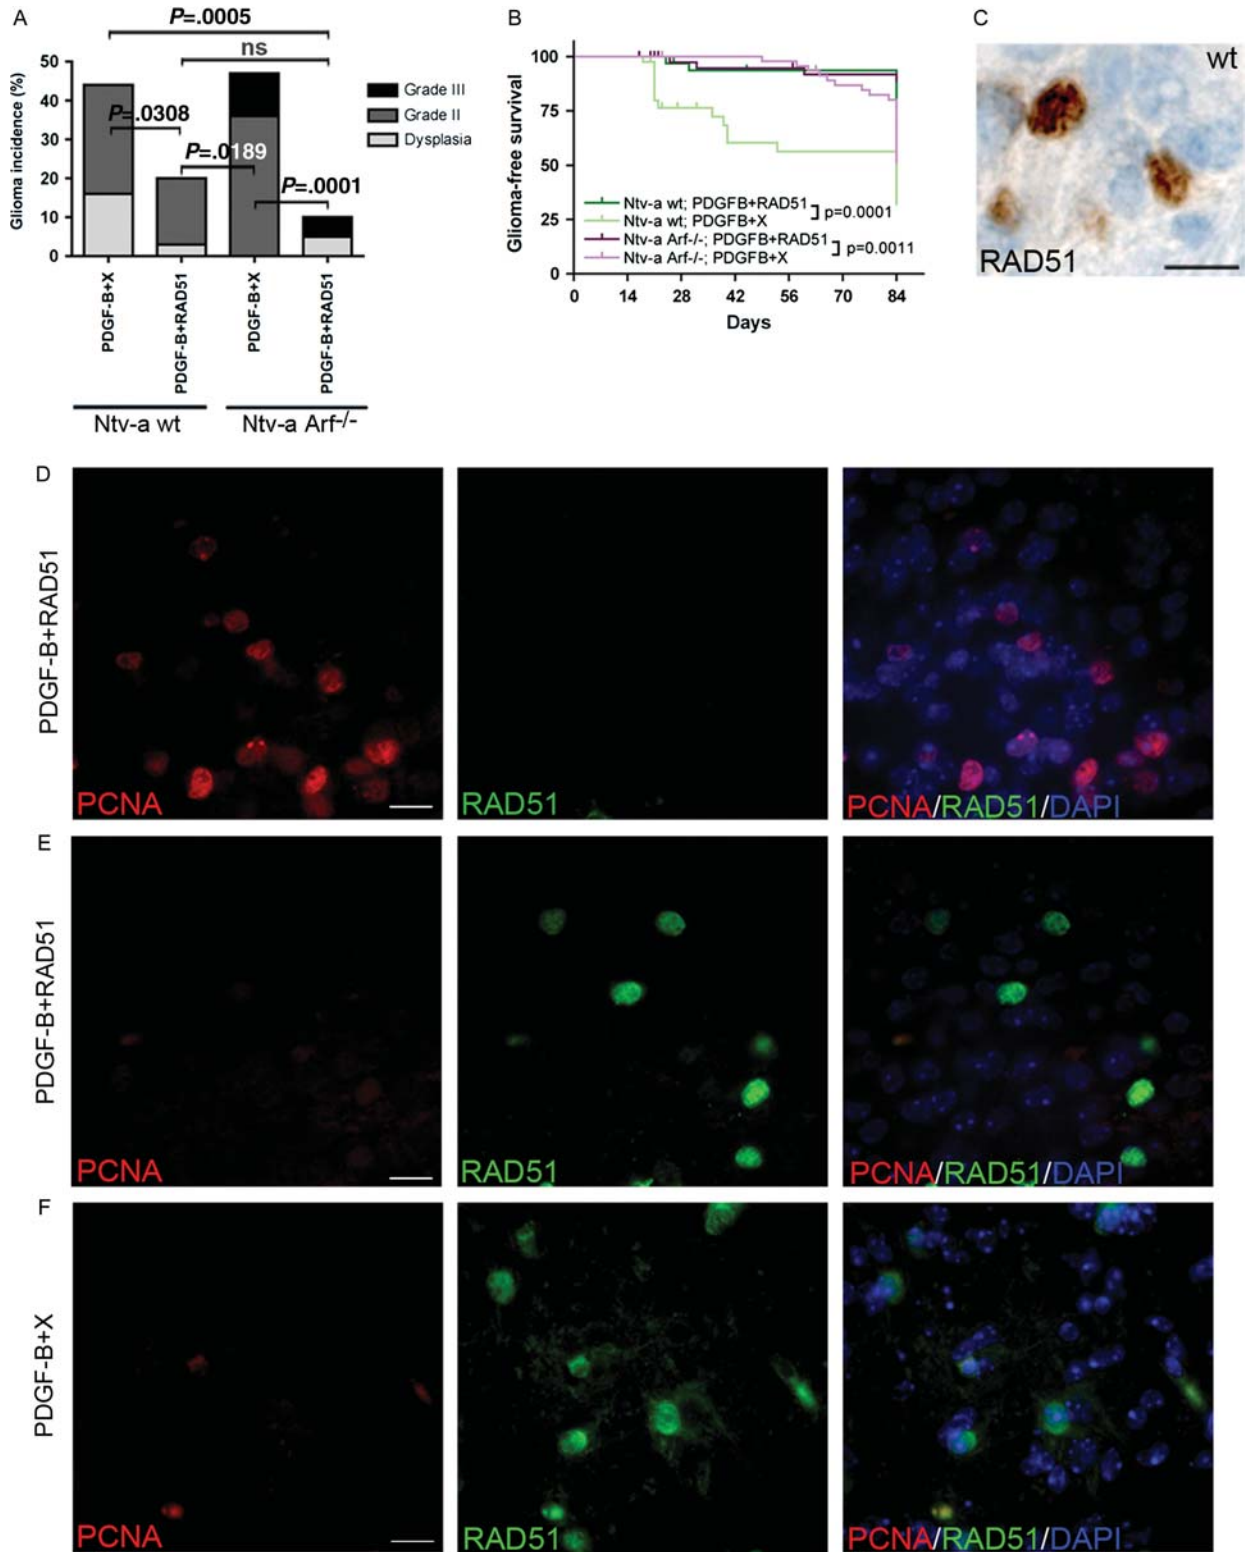 A
P=.0005
ns
Glioma incidence (%)
50
40
30
20
10
0
P=.0308
P=.0189
P=.0001
Grade III
Grade II
Dysplasia
PDGF-B+X
PDGF-B+RAD51
PDGF-B+X
PDGF-B+RAD51
Ntv-a wt
Ntv-a Arf-/-
B
Glioma-free survival
100
75
50
25
0
Ntv-a wt; PDGFB+RAD51
Ntv-a wt; PDGFB+X
p=0.0001
Ntv-a Arf-/-; PDGFB+RAD51
Ntv-a Arf-/-; PDGFB+X
p=0.0011
0 14 28 42 56 70 84
Days
C
wt
RAD51
D
PDGF-B+RAD51
PCNA
RAD51
PCNA/RAD51/DAPI
E
PDGF-B+RAD51
PCNA
RAD51
PCNA/RAD51/DAPI
F
PDGF-B+X
PCNA
RAD51
PCNA/RAD51/DAPI